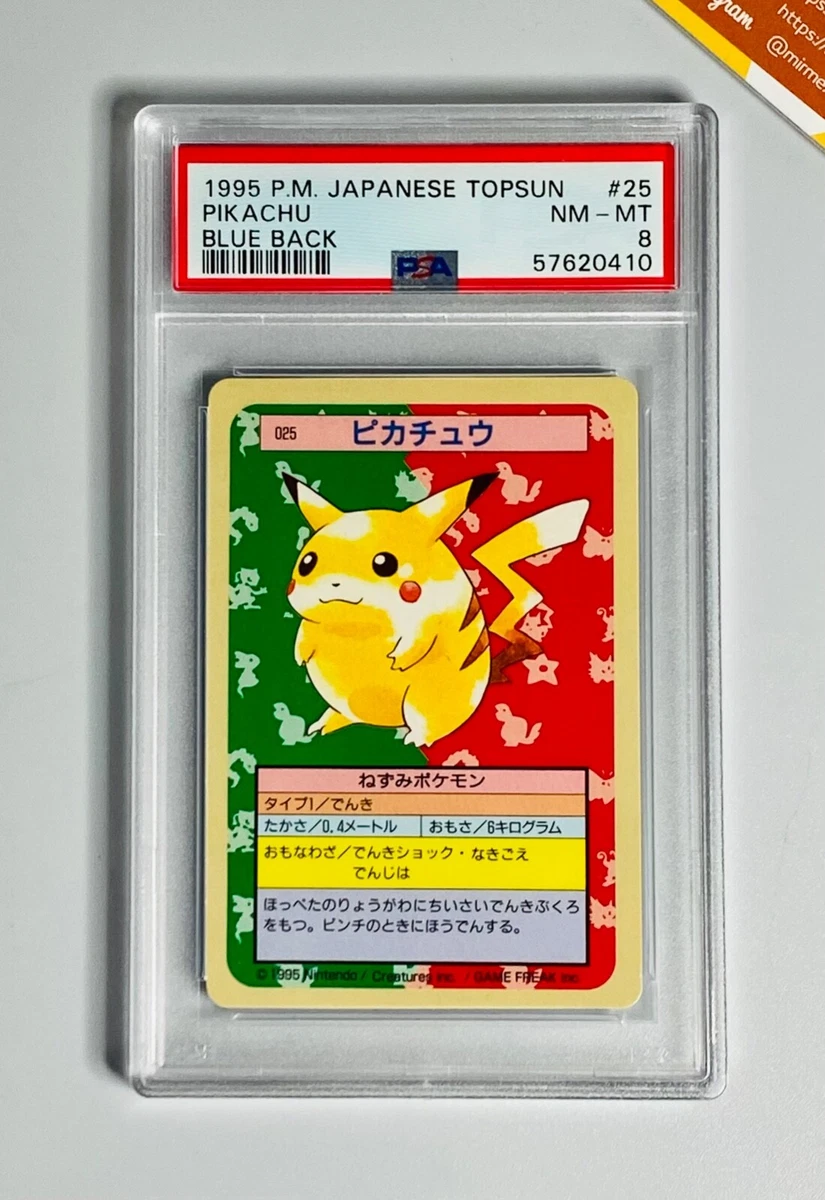 gram
https:/
@mirme
1995 P.M. JAPANESE TOPSUN #25
PIKACHU NM - MT
BLUE BACK 8
PSA 57620410
025 ピカチュウ
ねずみポケモン
タイプ1/でんき
たかさ/0.4メートル おもさ/6キログラム
おもなわざ/でんきショック・なきごえ
でんじは
ほっぺたのりょうがわにちいさいでんきぶくろ
をもつ。ピンチのときにほうでんする。
© 1995 Nintendo / Creatures inc. / GAME FREAK inc.